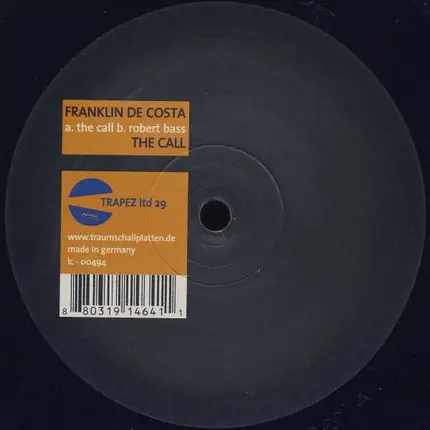 FRANKLIN DE COSTA
a. the call b. robert bass
THE CALL
TRAPEZ ltd 29
www.traumschallplatten.de
made in germany
lc - 00494
8 80319 14641 1